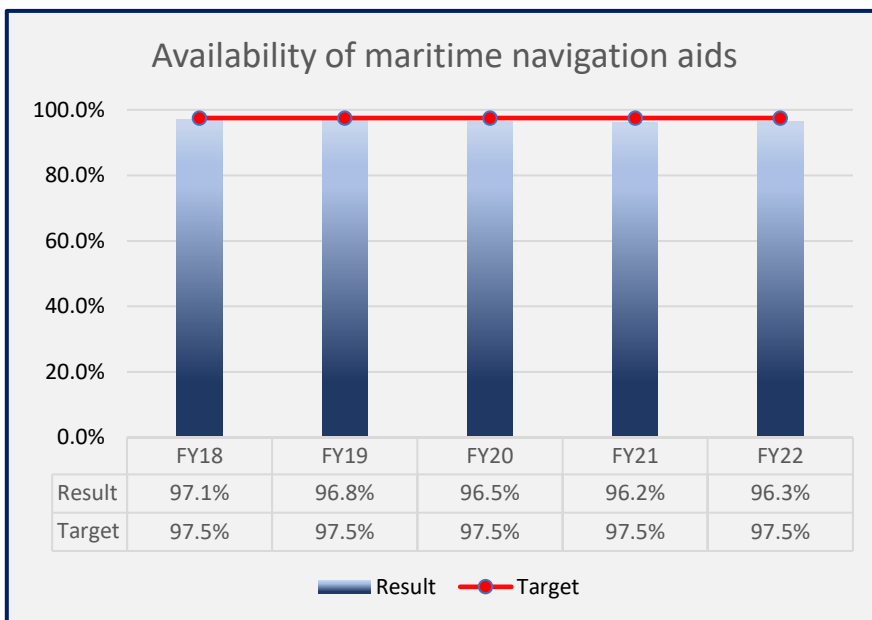 Availability of maritime navigation aids
100.0%
80.0%
60.0%
40.0%
20.0%
0.0%
FY18 FY19 FY20 FY21 FY22
Result 97.1% 96.8% 96.5% 96.2% 96.3%
Target 97.5% 97.5% 97.5% 97.5% 97.5%
Result Target